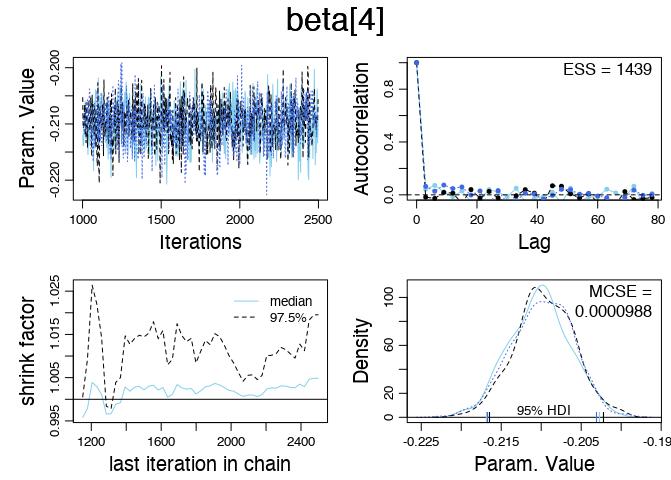 beta[4]
Param. Value
-0.220
-0.210
-0.200
1000
1500
2000
2500
Iterations
Autocorrelation
0.0
0.4
0.8
ESS = 1439
0
20
40
60
80
Lag
shrink factor
0.995
1.005
1.015
1.025
median
97.5%
1200
1600
2000
2400
last iteration in chain
Density
0
20
60
100
MCSE =
0.0000988
95% HDI
-0.225
-0.215
-0.205
-0.19
Param. Value